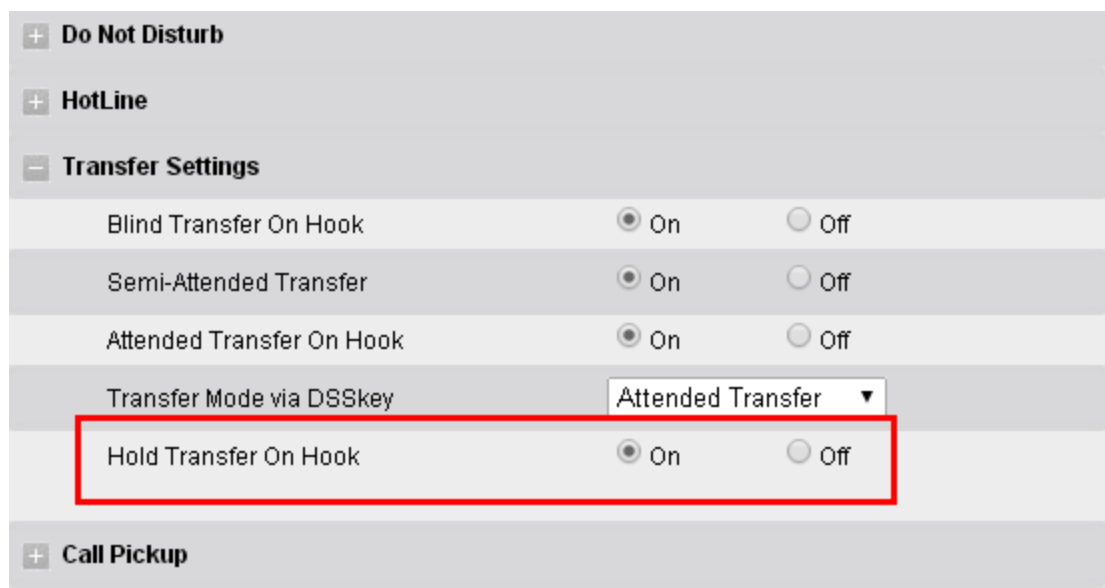 Do Not Disturb
HotLine
Transfer Settings
Blind Transfer On Hook On Off
Semi-Attended Transfer On Off
Attended Transfer On Hook On Off
Transfer Mode via DSSkey Attended Transfer
Hold Transfer On Hook On Off
Call Pickup